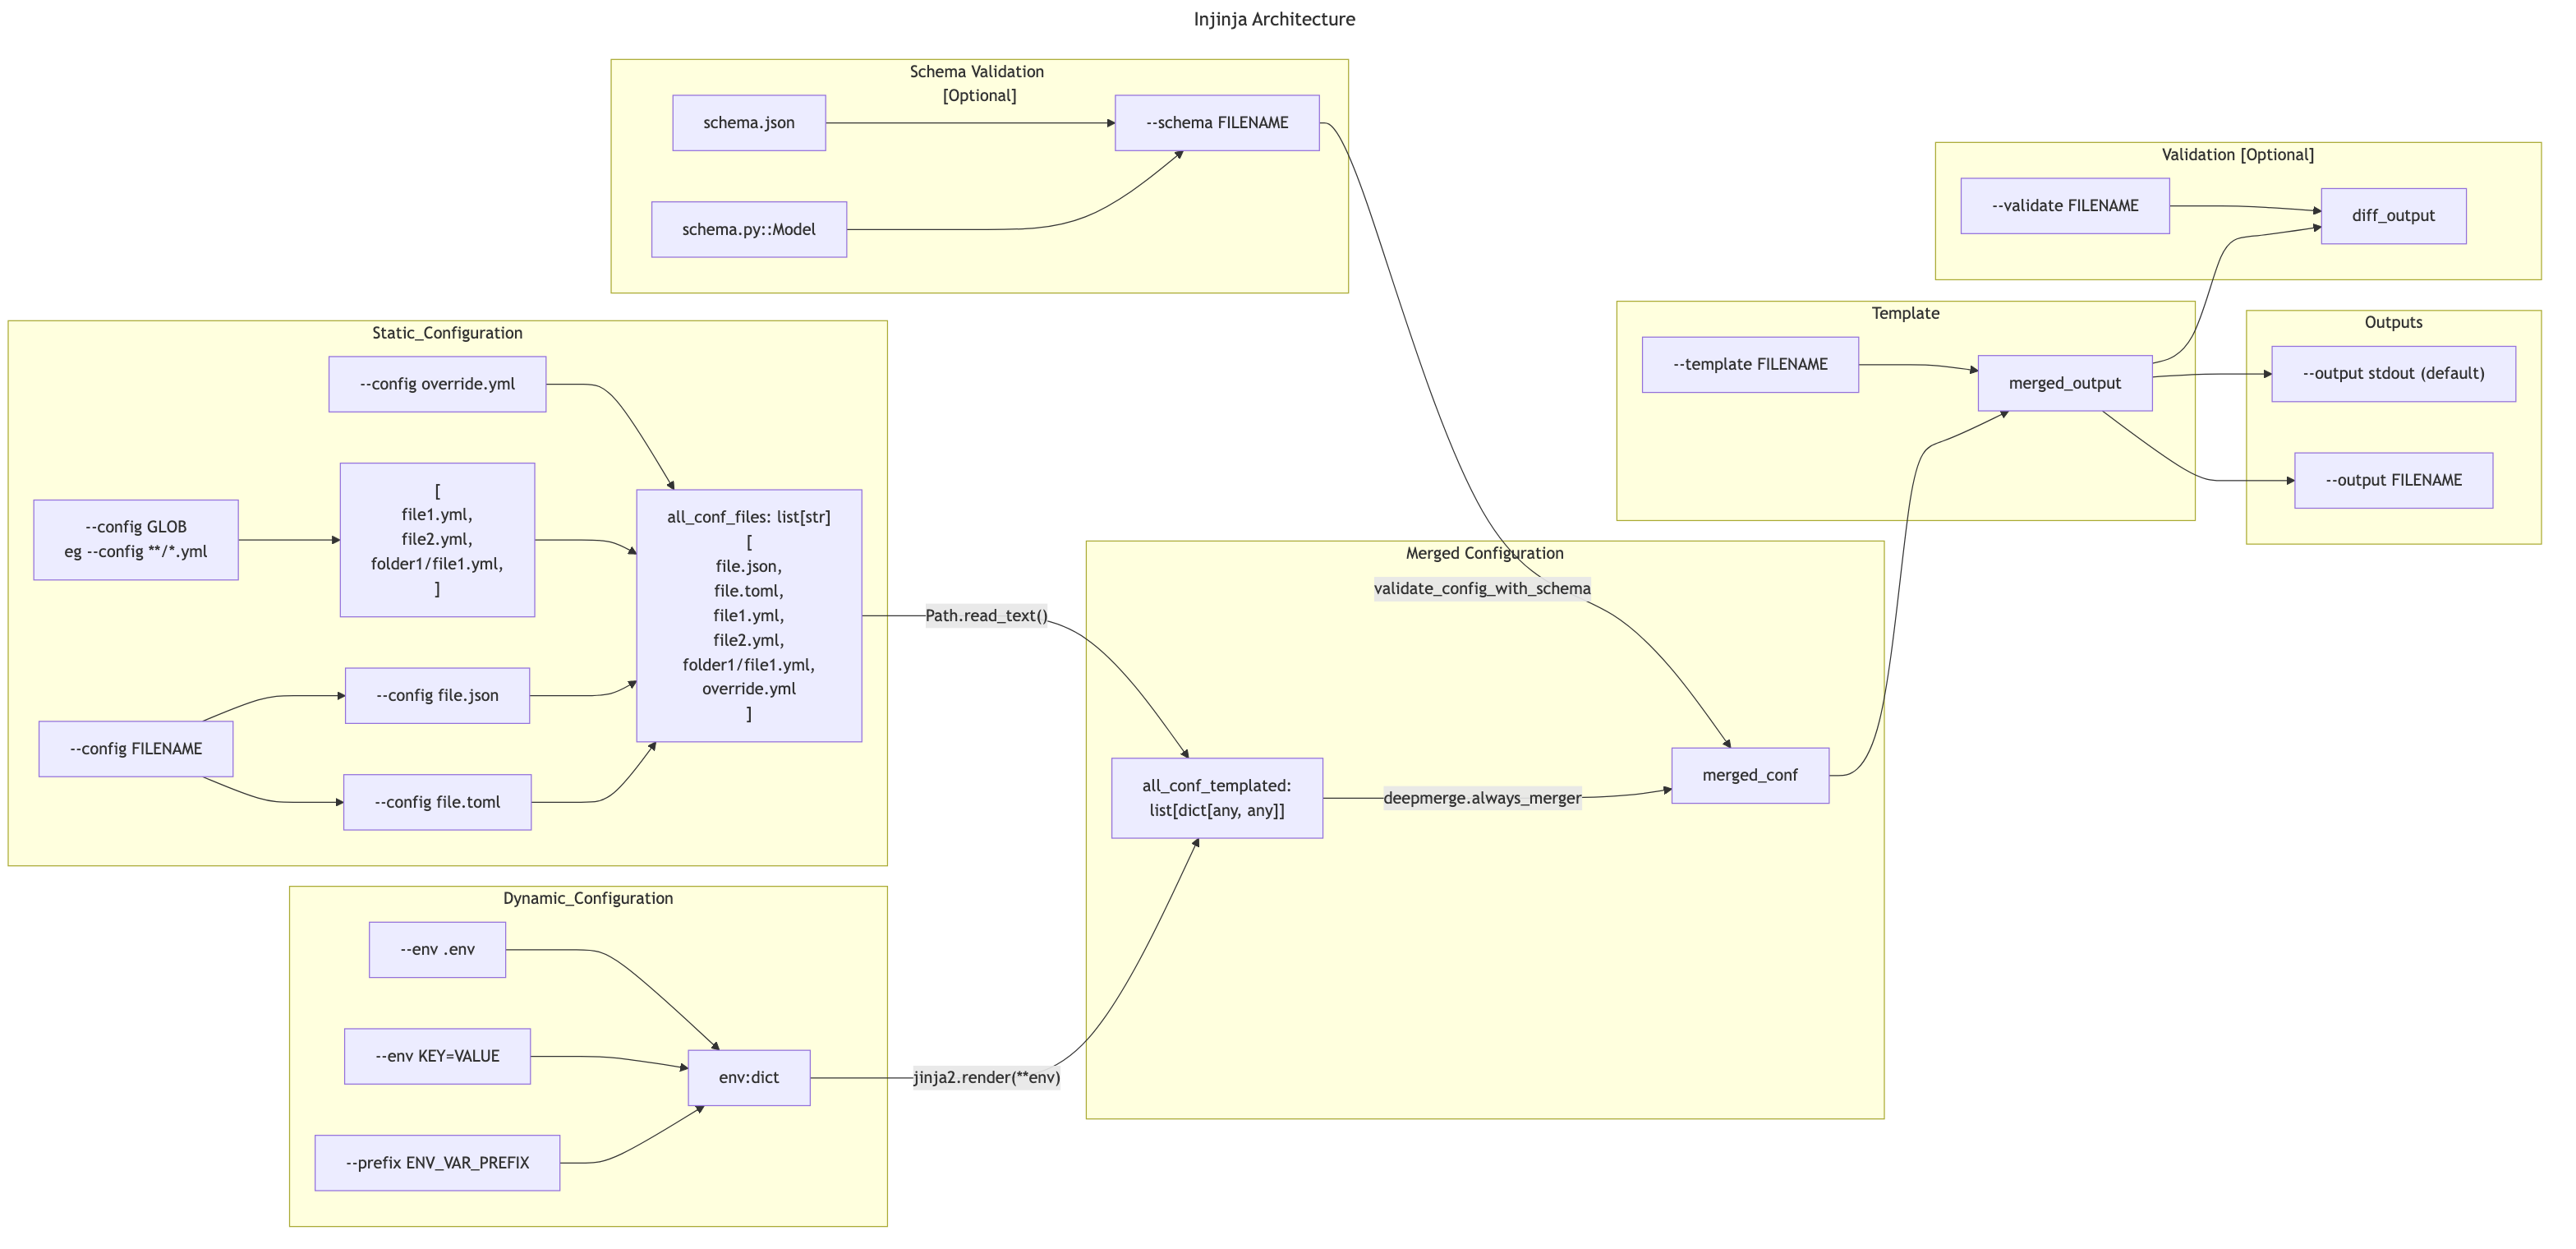 Injinja Architecture
Schema Validation
[Optional]
schema.json
--schema FILENAME
schema.py::Model
Static_Configuration
--config override.yml
--config GLOB
eg --config **/*.yml
[
file1.yml,
file2.yml,
folder1/file1.yml,
]
--config FILENAME
--config file.json
--config file.toml
all_conf_files: list[str]
[
file.json,
file.toml,
file1.yml,
file2.yml,
folder1/file1.yml,
override.yml
]
Dynamic_Configuration
--env .env
--env KEY=VALUE
--prefix ENV_VAR_PREFIX
env:dict
Path.read_text()
jinja2.render(**env)
Merged Configuration
validate_config_with_schema
all_conf_templated:
list[dict[any, any]]
deepmerge.always_merger
merged_conf
Template
--template FILENAME
merged_output
Validation [Optional]
--validate FILENAME
diff_output
Outputs
--output stdout (default)
--output FILENAME